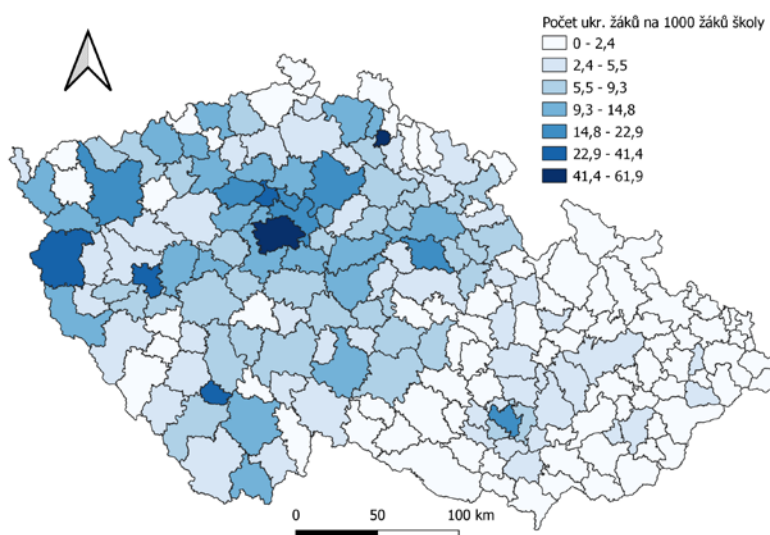 Počet ukr. žáků na 1000 žáků školy
0 - 2,4
2,4 - 5,5
5,5 - 9,3
9,3 - 14,8
14,8 - 22,9
22,9 - 41,4
41,4 - 61,9
0 50 100 km